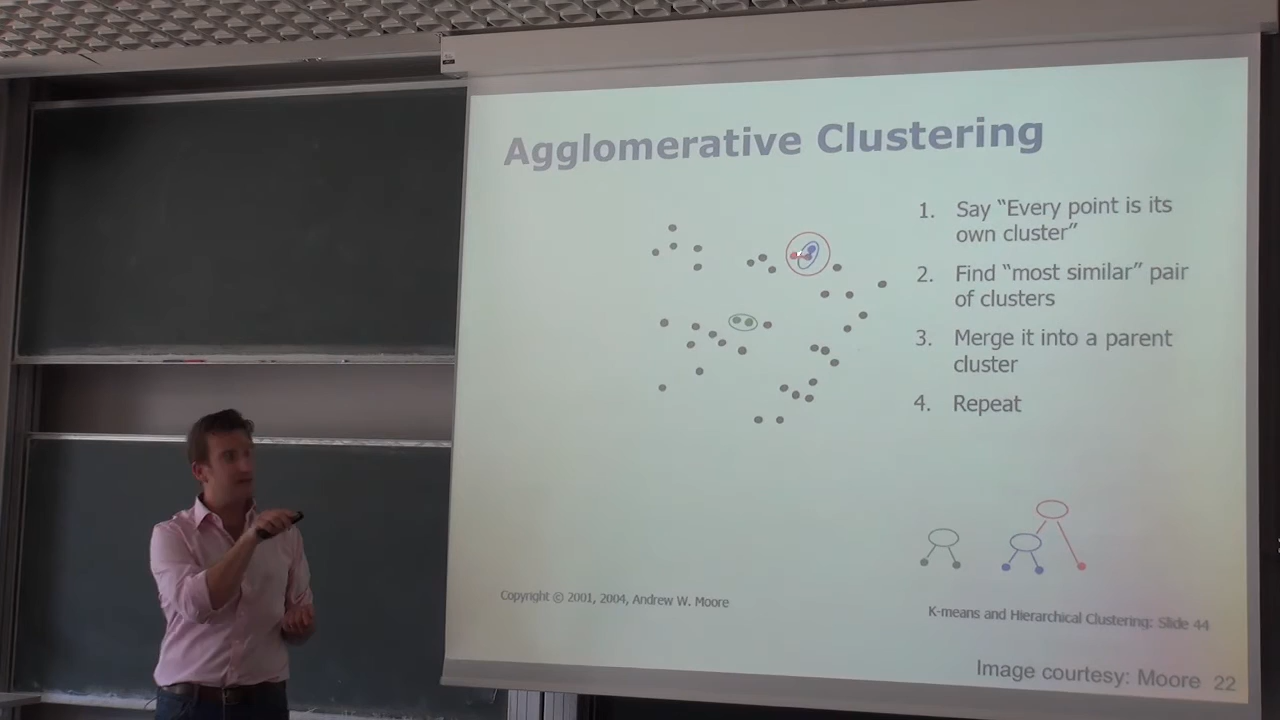 Agglomerative Clustering
1. Say “Every point is its
own cluster”
2. Find “most similar” pair
of clusters
3. Merge it into a parent
cluster
4. Repeat
Copyright © 2001, 2004, Andrew W. Moore
K-means and Hierarchical Clustering: Slide 44
Image courtesy: Moore 22